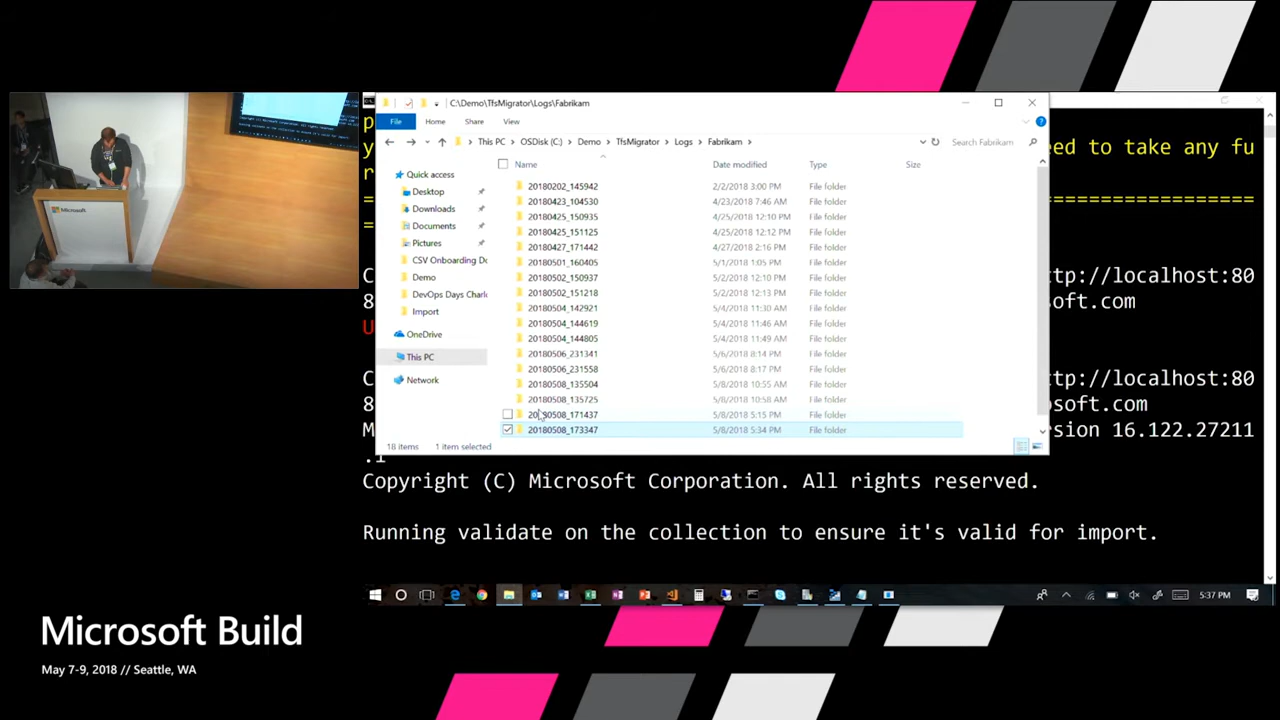 C:\Demo\TfsMigrator\Logs\Fabrikam
File Home Share View
This PC > OSDisk (C:) > Demo > TfsMigrator > Logs > Fabrikam >
Search Fabrikam
Name Date modified Type Size
Quick access
Desktop
Downloads
Documents
Pictures
CSV Onboarding Do
Demo
DevOps Days Charlo
Import
OneDrive
This PC
Network
20180202_145942 2/2/2018 3:00 PM File folder
20180423_104530 4/23/2018 7:46 AM File folder
20180425_150935 4/25/2018 12:10 PM File folder
20180425_151125 4/25/2018 12:12 PM File folder
20180427_171442 4/27/2018 2:16 PM File folder
20180501_160405 5/1/2018 1:05 PM File folder
20180502_150937 5/2/2018 12:10 PM File folder
20180502_151218 5/2/2018 12:13 PM File folder
20180504_142921 5/4/2018 11:30 AM File folder
20180504_144619 5/4/2018 11:46 AM File folder
20180504_144805 5/4/2018 11:49 AM File folder
20180506_231341 5/6/2018 8:14 PM File folder
20180506_231558 5/6/2018 8:17 PM File folder
20180508_135504 5/8/2018 10:55 AM File folder
20180508_135725 5/8/2018 10:58 AM File folder
20180508_171437 5/8/2018 5:15 PM File folder
20180508_173347 5/8/2018 5:34 PM File folder
18 items 1 item selected
p
y eed to take any fu
r
====================
=
C ttp://localhost:80
8 osoft.com
U
C ttp://localhost:80
8 osoft.com
M rsion 16.122.27211
.1
Copyright (C) Microsoft Corporation. All rights reserved.
Running validate on the collection to ensure it's valid for import.
5:37 PM
Microsoft
Microsoft Build
May 7-9, 2018 // Seattle, WA